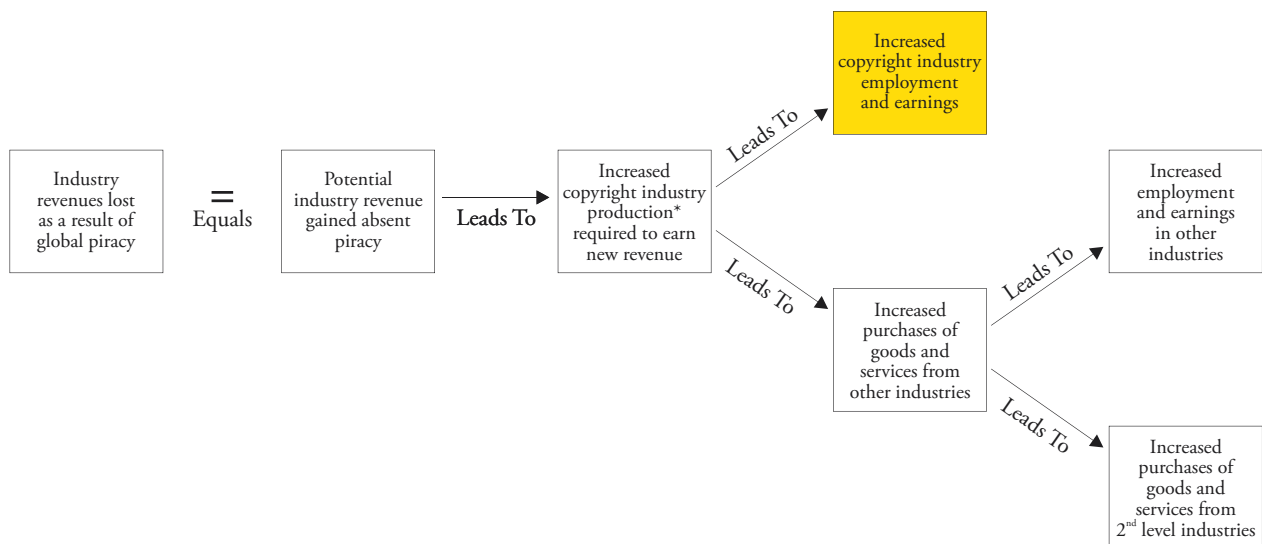 Industry
revenues lost
as a result of
global piracy
=
Equals
Potential
industry revenue
gained absent
piracy
Leads To
Increased
copyright industry
production*
required to earn
new revenue
Leads To
Increased
copyright industry
employment
and earnings
Leads To
Increased
purchases of
goods and
services from
other industries
Leads To
Increased
employment
and earnings
in other
industries
Leads To
Increased
purchases of
goods and
services from
2nd level industries